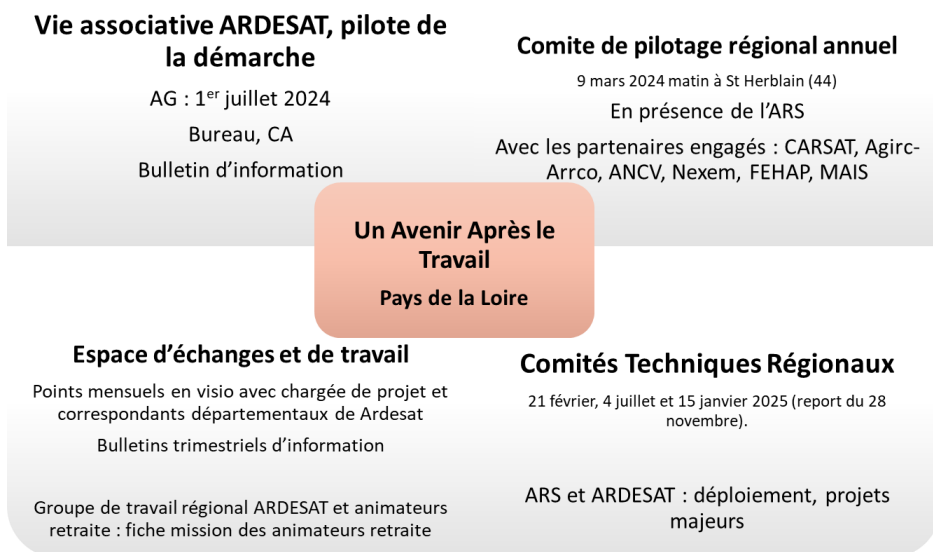 Vie associative ARDESAT, pilote de
la démarche
AG : 1er juillet 2024
Bureau, CA
Bulletin d’information
Comite de pilotage régional annuel
9 mars 2024 matin à St Herblain (44)
En présence de l’ARS
Avec les partenaires engagés : CARSAT, Agirc-
Arrco, ANCV, Nexem, FEHAP, MAIS
Un Avenir Après le
Travail
Pays de la Loire
Espace d’échanges et de travail
Points mensuels en visio avec chargée de projet et
correspondants départementaux de Ardesat
Bulletins trimestriels d’information
Groupe de travail régional ARDESAT et animateurs
retraite : fiche mission des animateurs retraite
Comités Techniques Régionaux
21 février, 4 juillet et 15 janvier 2025 (report du 28
novembre).
ARS et ARDESAT : déploiement, projets
majeurs